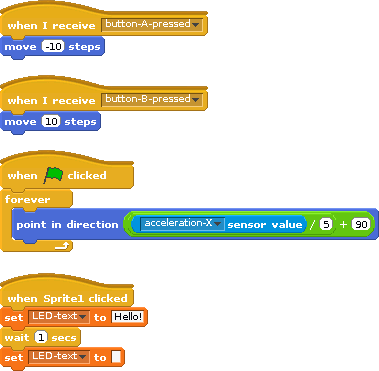 when I receive button-A-pressed
move -10 steps
when I receive button-B-pressed
move 10 steps
when clicked
forever
point in direction acceleration-X sensor value / 5 + 90
when Sprite1 clicked
set LED-text to Hello!
wait 1 secs
set LED-text to